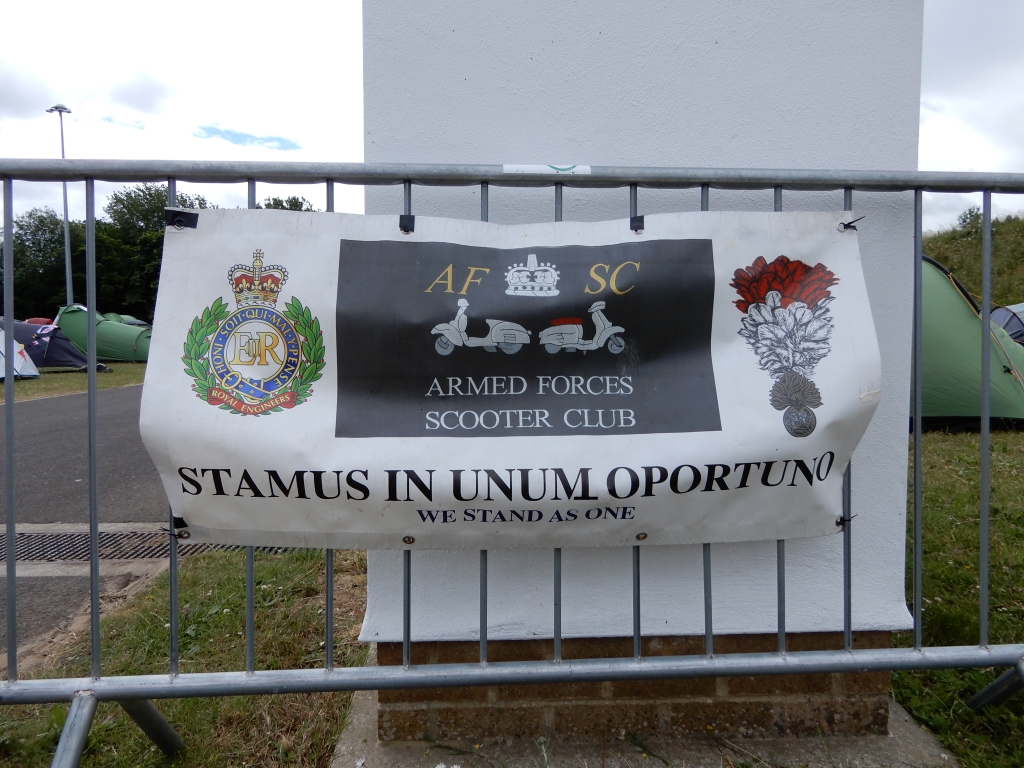 HONI·SOIT·QUI·MAL·Y·PENSE
EIIR
ROYAL ENGINEERS
AF SC
ARMED FORCES
SCOOTER CLUB
STAMUS IN UNUM OPORTUNO
WE STAND AS ONE